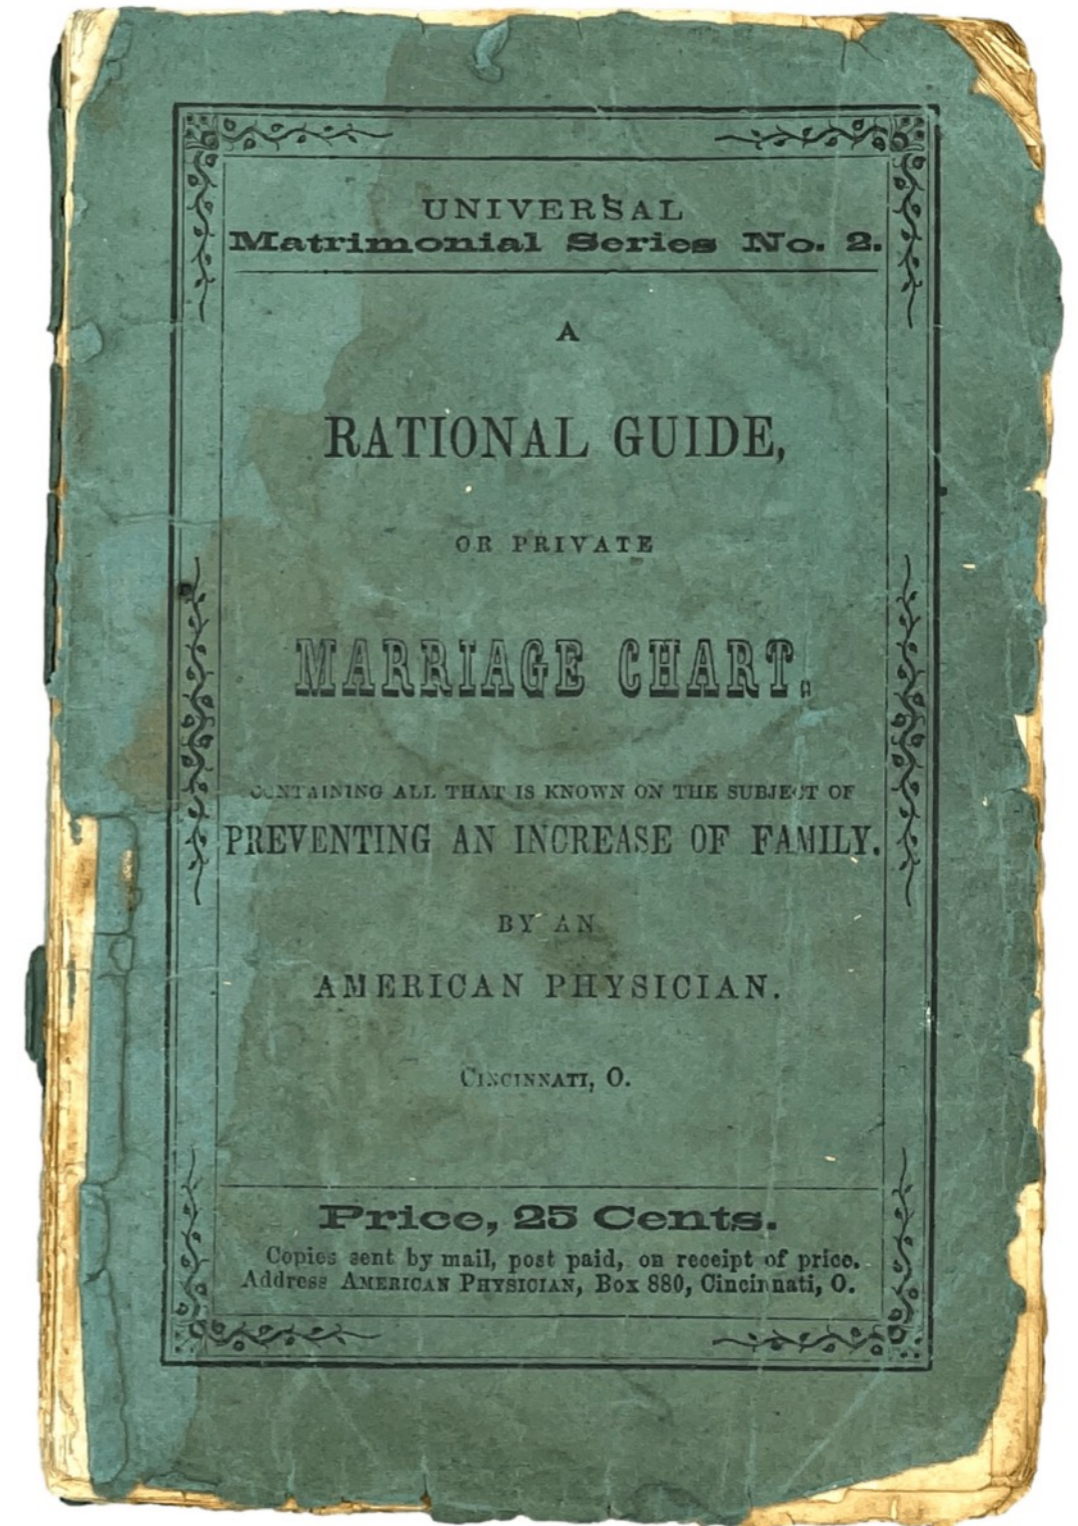 UNIVERSAL
Matrimonial Series No. 2.
A
RATIONAL GUIDE,
OR PRIVATE
MARRIAGE CHART.
CONTAINING ALL THAT IS KNOWN ON THE SUBJECT OF
PREVENTING AN INCREASE OF FAMILY.
BY AN
AMERICAN PHYSICIAN.
CINCINNATI, O.
Price, 25 Cents.
Copies sent by mail, post paid, on receipt of price.
Address AMERICAN PHYSICIAN, Box 880, Cincinnati, O.